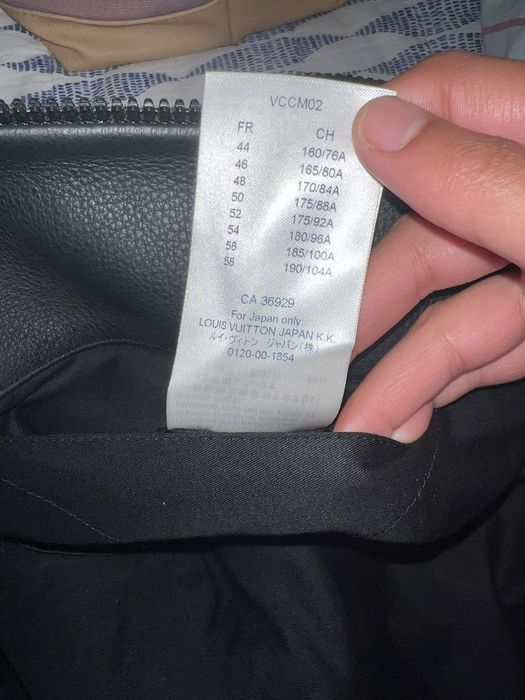 VCCM02
FR CH
44 160/76A
46 165/80A
48 170/84A
50 175/88A
52 175/92A
54 180/96A
56 185/100A
58 190/104A
CA 36929
For Japan only:
LOUIS VUITTON JAPAN K.K.
ルイ・ヴィトン ジャパン(株)
0120-00-1854